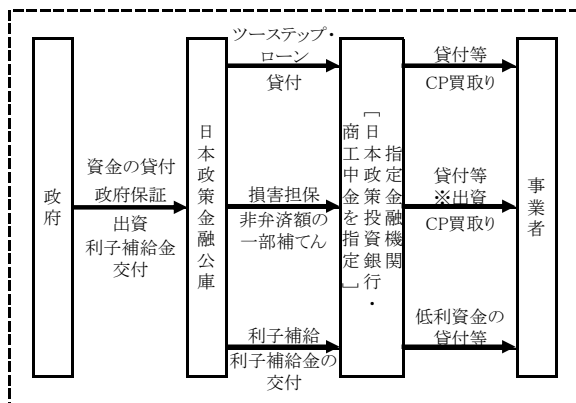 政府
資金の貸付
政府保証
出資
利子補給金
交付
日本政策金融公庫
ツーステップ・
ローン
貸付
損害担保
非弁済額の
一部補てん
利子補給
利子補給金の
交付
指定金融機関
［日本政策投資銀行・
商工中金を指定］
貸付等
CP買取り
貸付等
※出資
CP買取り
低利資金の
貸付等
事業者